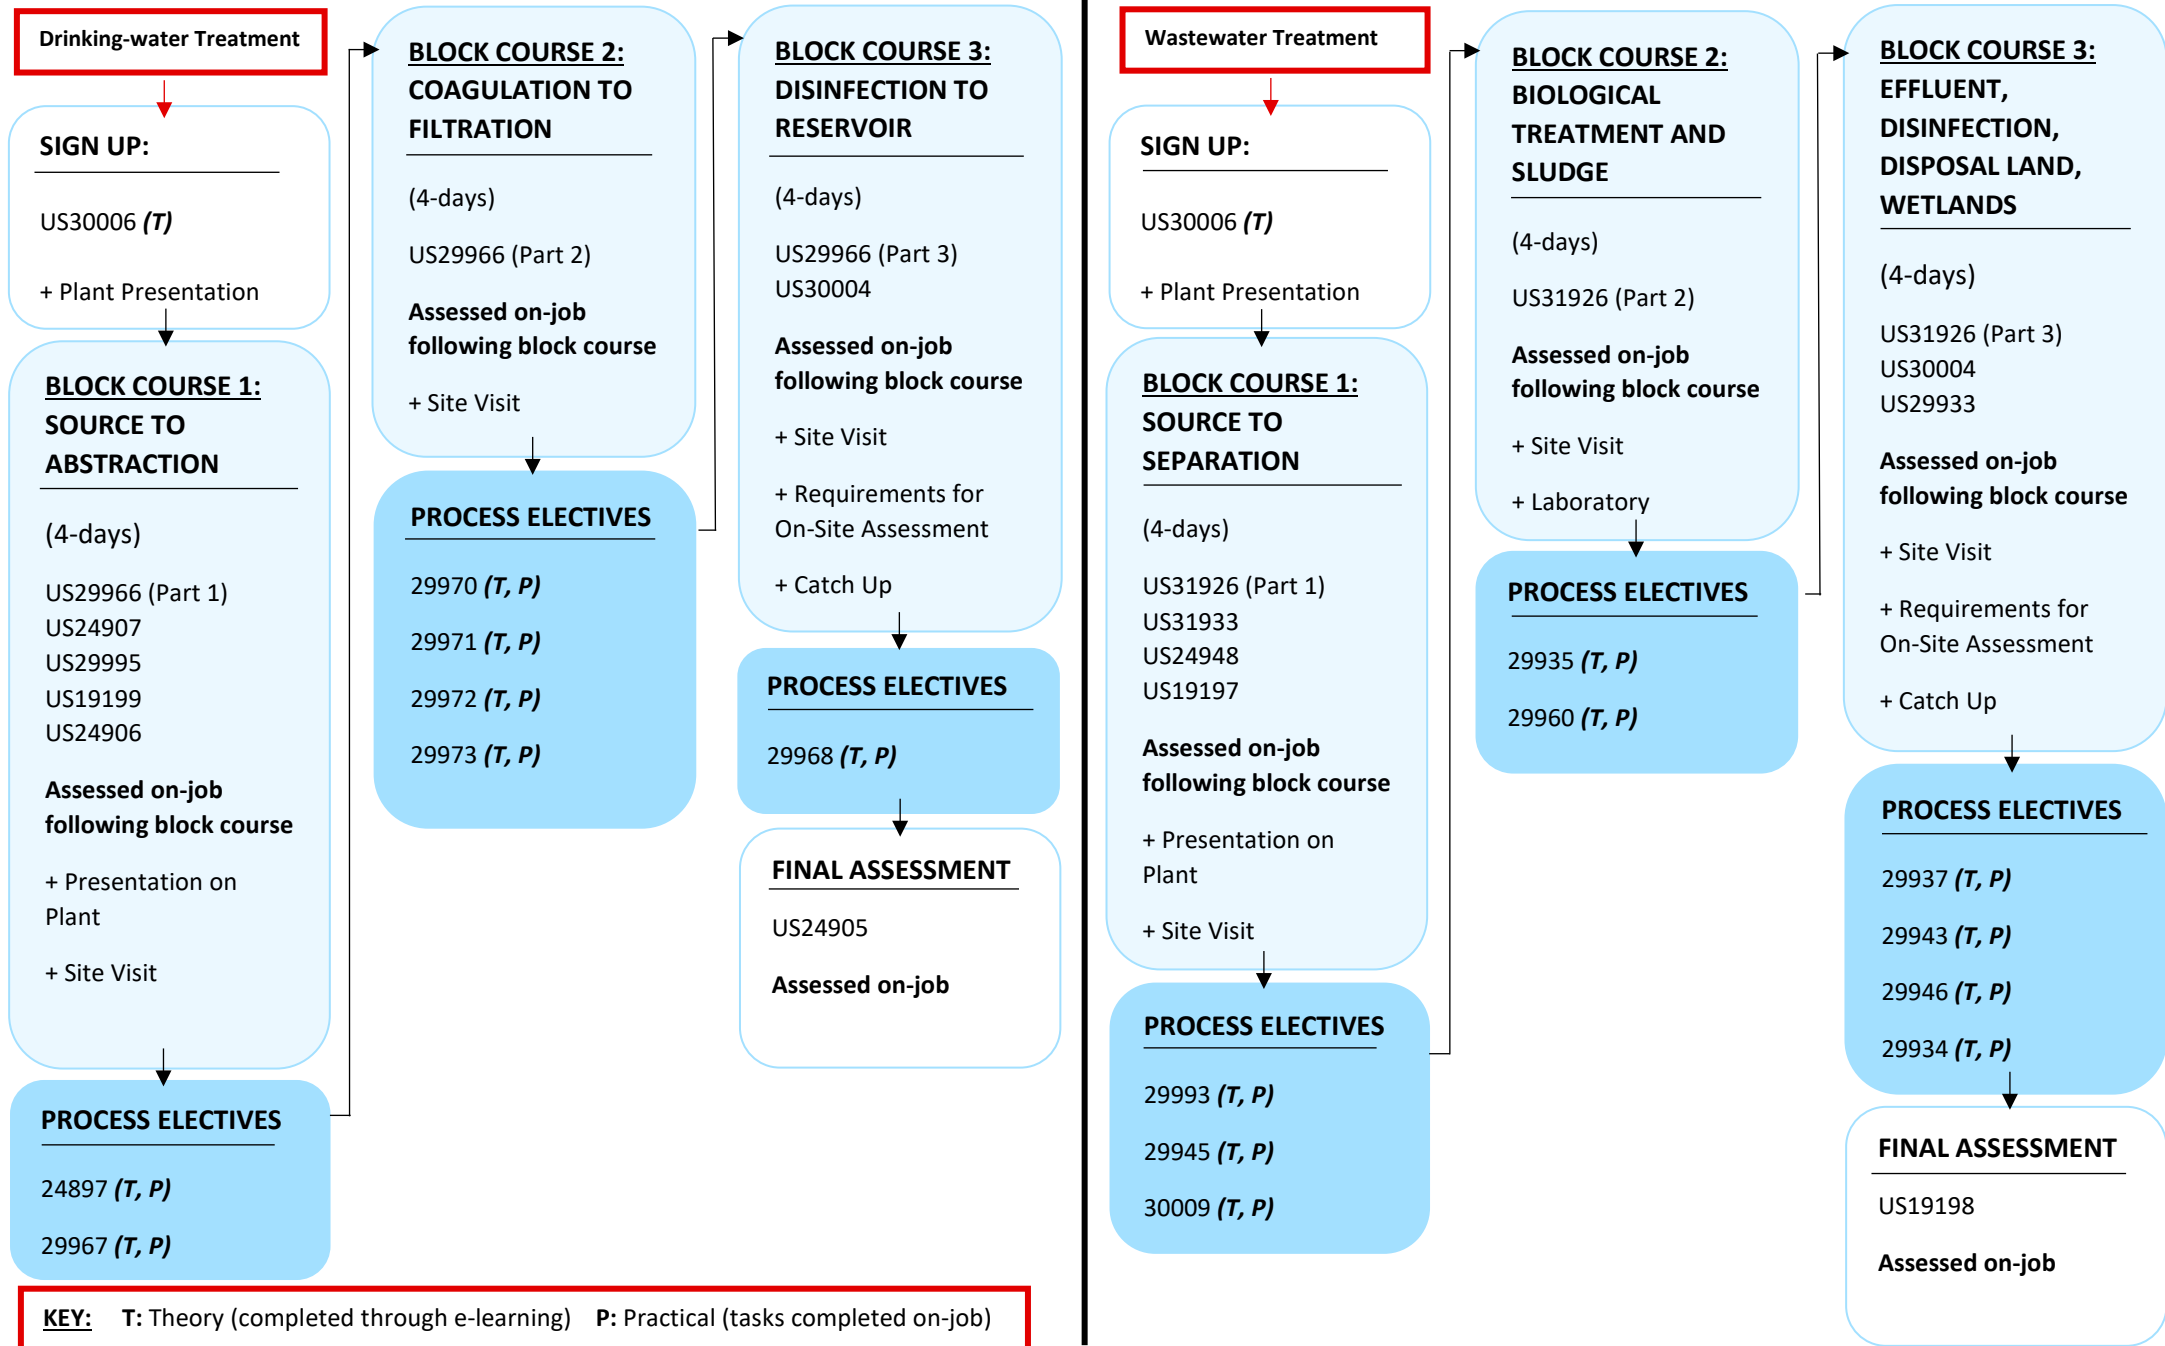 Drinking-water Treatment
SIGN UP:
US30006 (T)
+ Plant Presentation
BLOCK COURSE 1:
SOURCE TO
ABSTRACTION
(4-days)
US29966 (Part 1)
US24907
US29995
US19199
US24906
Assessed on-job
following block course
+ Presentation on
Plant
+ Site Visit
PROCESS ELECTIVES
24897 (T, P)
29967 (T, P)
BLOCK COURSE 2:
COAGULATION TO
FILTRATION
(4-days)
US29966 (Part 2)
Assessed on-job
following block course
+ Site Visit
PROCESS ELECTIVES
29970 (T, P)
29971 (T, P)
29972 (T, P)
29973 (T, P)
BLOCK COURSE 3:
DISINFECTION TO
RESERVOIR
(4-days)
US29966 (Part 3)
US30004
Assessed on-job
following block course
+ Site Visit
+ Requirements for
On-Site Assessment
+ Catch Up
PROCESS ELECTIVES
29968 (T, P)
FINAL ASSESSMENT
US24905
Assessed on-job
KEY: T: Theory (completed through e-learning) P: Practical (tasks completed on-job)
Wastewater Treatment
SIGN UP:
US30006 (T)
+ Plant Presentation
BLOCK COURSE 1:
SOURCE TO
SEPARATION
(4-days)
US31926 (Part 1)
US31933
US24948
US19197
Assessed on-job
following block course
+ Presentation on
Plant
+ Site Visit
PROCESS ELECTIVES
29993 (T, P)
29945 (T, P)
30009 (T, P)
BLOCK COURSE 2:
BIOLOGICAL
TREATMENT AND
SLUDGE
(4-days)
US31926 (Part 2)
Assessed on-job
following block course
+ Site Visit
+ Laboratory
PROCESS ELECTIVES
29935 (T, P)
29960 (T, P)
BLOCK COURSE 3:
EFFLUENT,
DISINFECTION,
DISPOSAL LAND,
WETLANDS
(4-days)
US31926 (Part 3)
US30004
US29933
Assessed on-job
following block course
+ Site Visit
+ Requirements for
On-Site Assessment
+ Catch Up
PROCESS ELECTIVES
29937 (T, P)
29943 (T, P)
29946 (T, P)
29934 (T, P)
FINAL ASSESSMENT
US19198
Assessed on-job